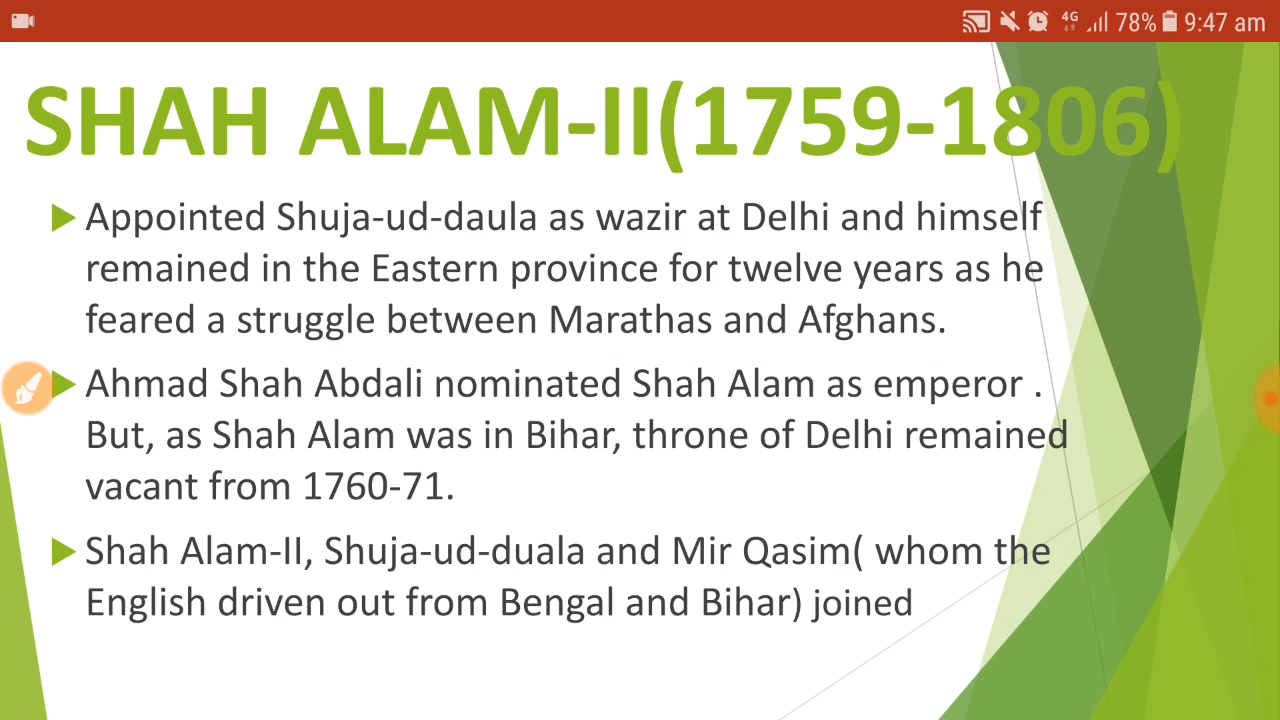 4G 78% 9:47 am
SHAH ALAM-II(1759-1806)
Appointed Shuja-ud-daula as wazir at Delhi and himself
remained in the Eastern province for twelve years as he
feared a struggle between Marathas and Afghans.
Ahmad Shah Abdali nominated Shah Alam as emperor .
But, as Shah Alam was in Bihar, throne of Delhi remained
vacant from 1760-71.
Shah Alam-II, Shuja-ud-duala and Mir Qasim( whom the
English driven out from Bengal and Bihar) joined